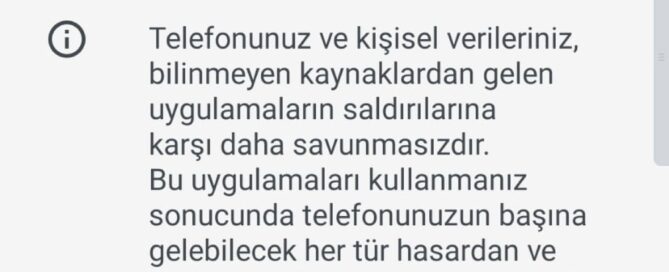 Telefonunuz ve kişisel verileriniz,
bilinmeyen kaynaklardan gelen
uygulamaların saldırılarına
karşı daha savunmasızdır.
Bu uygulamaları kullanmanız
sonucunda telefonunuzun başına
gelebilecek her tür hasardan ve